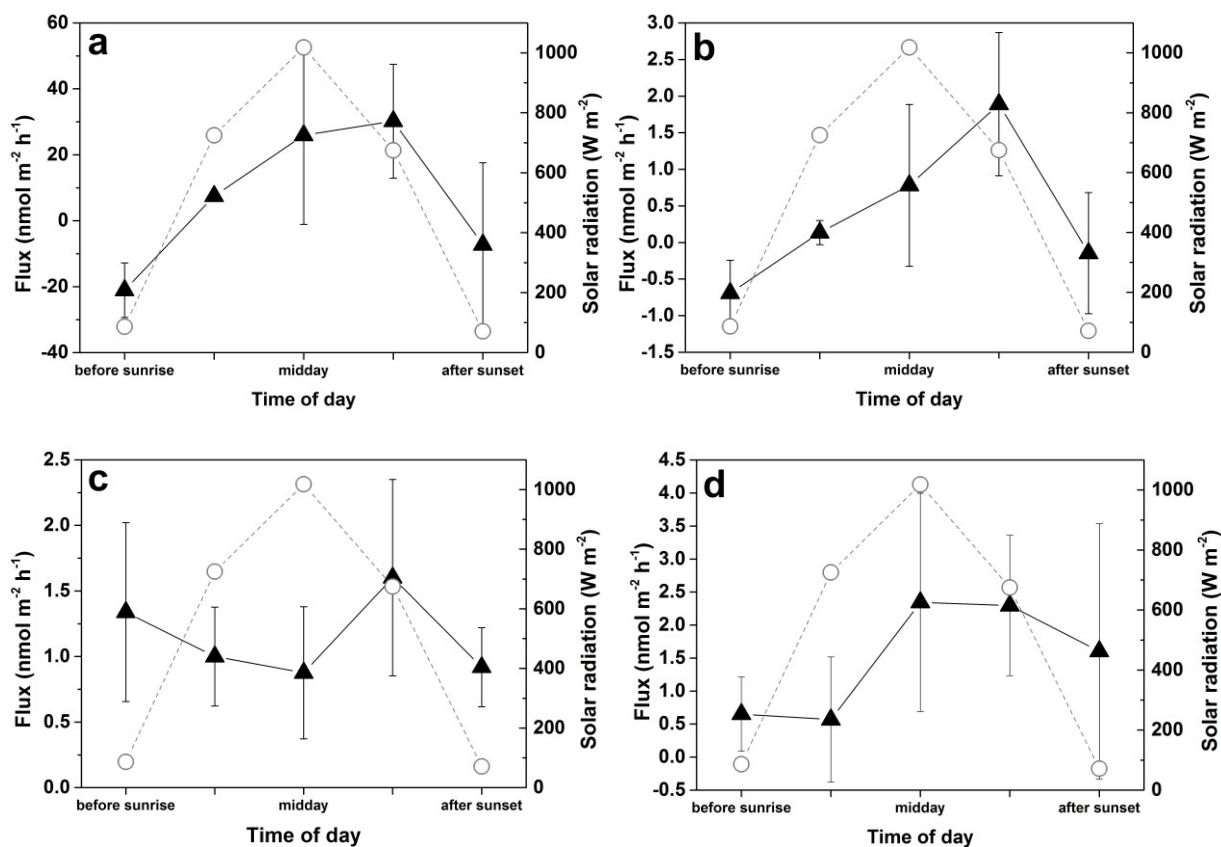 a
60
40
20
0
-20
-40
Flux (nmol m⁻² h⁻¹)
1000
800
600
400
200
0
Solar radiation (W m⁻²)
before sunrise midday after sunset
Time of day
b
3.0
2.5
2.0
1.5
1.0
0.5
0.0
-0.5
-1.0
-1.5
Flux (nmol m⁻² h⁻¹)
1000
800
600
400
200
0
Solar radiation (W m⁻²)
before sunrise midday after sunset
Time of day
c
2.5
2.0
1.5
1.0
0.5
0.0
Flux (nmol m⁻² h⁻¹)
1000
800
600
400
200
0
Solar radiation (W m⁻²)
before sunrise midday after sunset
Time of day
d
4.5
4.0
3.5
3.0
2.5
2.0
1.5
1.0
0.5
0.0
-0.5
Flux (nmol m⁻² h⁻¹)
1000
800
600
400
200
0
Solar radiation (W m⁻²)
before sunrise midday after sunset
Time of day